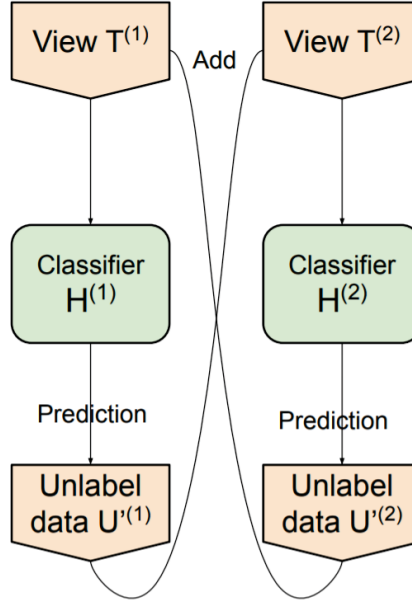 View T⁽¹⁾
Add
View T⁽²⁾
Classifier
H⁽¹⁾
Classifier
H⁽²⁾
Prediction
Prediction
Unlabel
data U'⁽¹⁾
Unlabel
data U'⁽²⁾